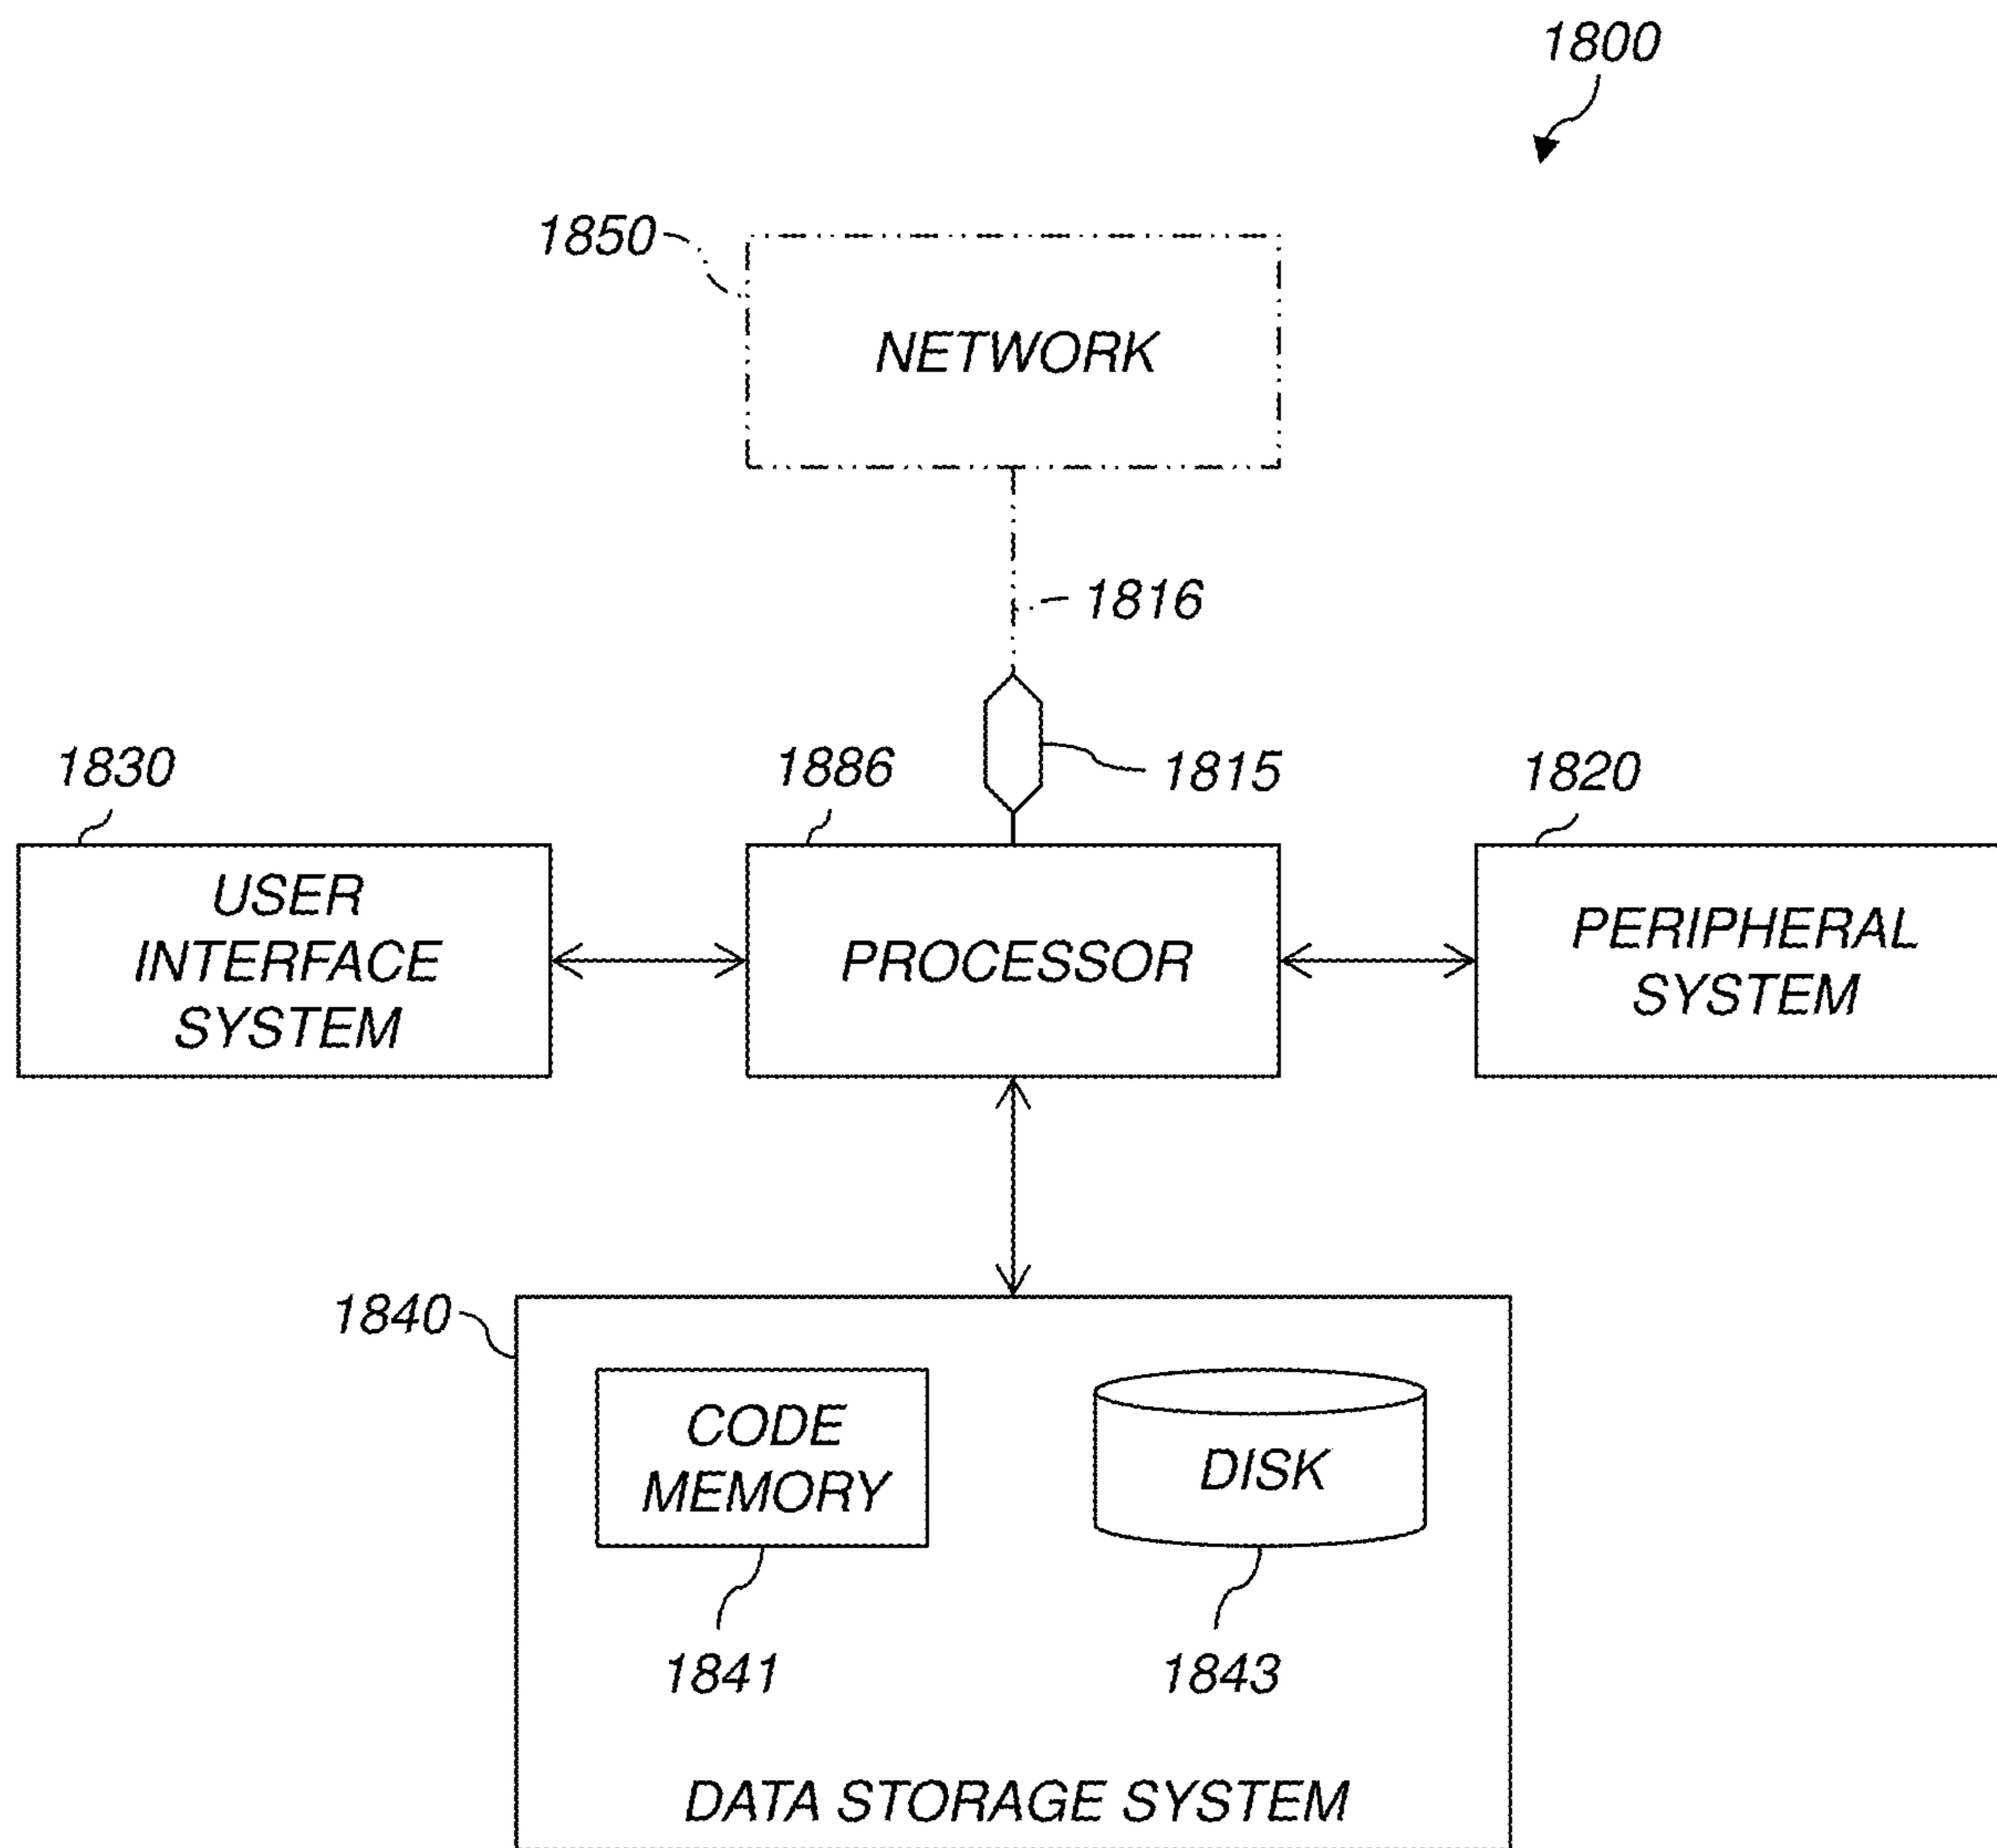 1800
1850
NETWORK
1816
1815
1830
1886
1820
USER
INTERFACE
SYSTEM
PROCESSOR
PERIPHERAL
SYSTEM
1840
CODE
MEMORY
DISK
1841
1843
DATA STORAGE SYSTEM